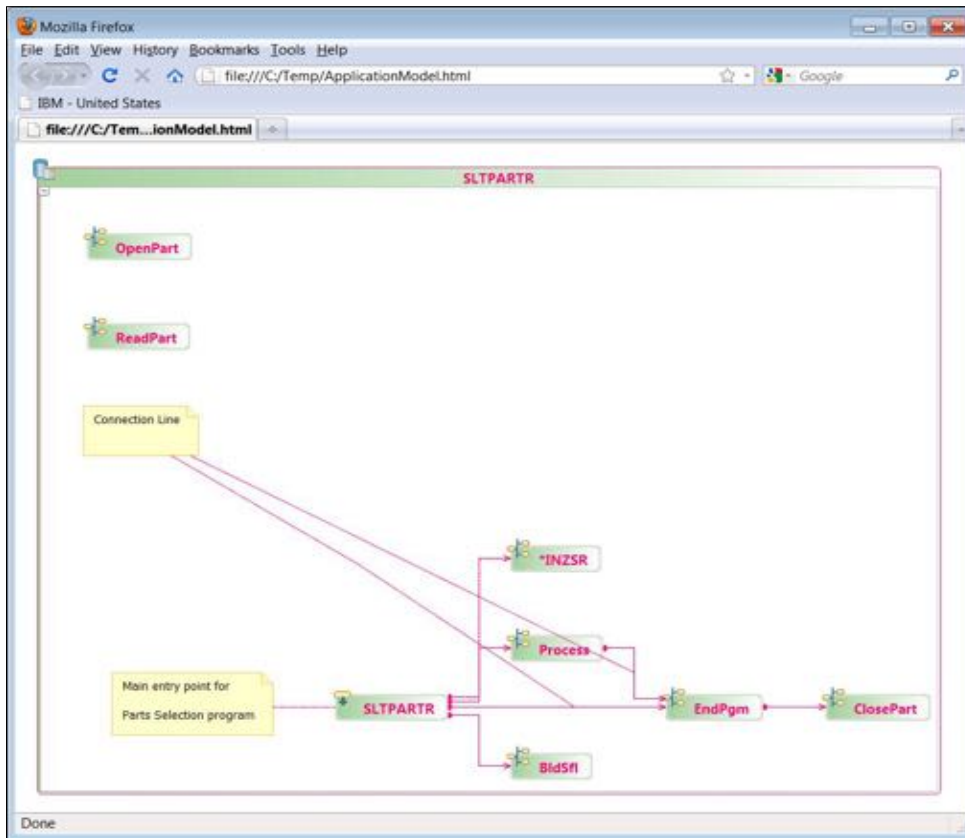 Mozilla Firefox
File Edit View History Bookmarks Tools Help
file:///C:/Temp/ApplicationModel.html
Google
IBM - United States
file:///C:/Tem...ionModel.html
SLTPARTR
OpenPart
ReadPart
Connection Line
*INZSR
Process
Main entry point for
Parts Selection program
SLTPARTR
EndPgm
ClosePart
BldSfl
Done